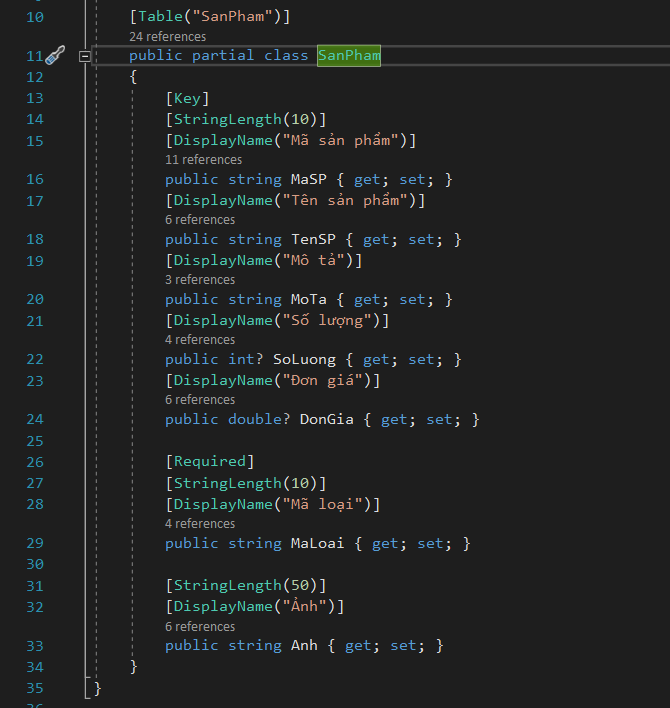 10 [Table("SanPham")]
24 references
11 public partial class SanPham
12 {
13 [Key]
14 [StringLength(10)]
15 [DisplayName("Mã sản phẩm")]
11 references
16 public string MaSP { get; set; }
17 [DisplayName("Tên sản phẩm")]
6 references
18 public string TenSP { get; set; }
19 [DisplayName("Mô tả")]
3 references
20 public string MoTa { get; set; }
21 [DisplayName("Số lượng")]
4 references
22 public int? SoLuong { get; set; }
23 [DisplayName("Đơn giá")]
6 references
24 public double? DonGia { get; set; }
25
26 [Required]
27 [StringLength(10)]
28 [DisplayName("Mã loại")]
4 references
29 public string MaLoai { get; set; }
30
31 [StringLength(50)]
32 [DisplayName("Ảnh")]
6 references
33 public string Anh { get; set; }
34 }
35 }
36